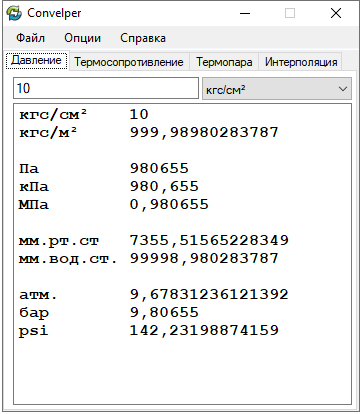 Convelper
Файл Опции Справка
Давление Термосопротивление Термопара Интерполяция
10 кгс/см²
кгс/см² 10
кгс/м² 999,98980283787
Па 980655
кПа 980,655
МПа 0,980655
мм.рт.ст 7355,51565228349
мм.вод.ст. 99998,980283787
атм. 9,67831236121392
бар 9,80655
psi 142,23198874159